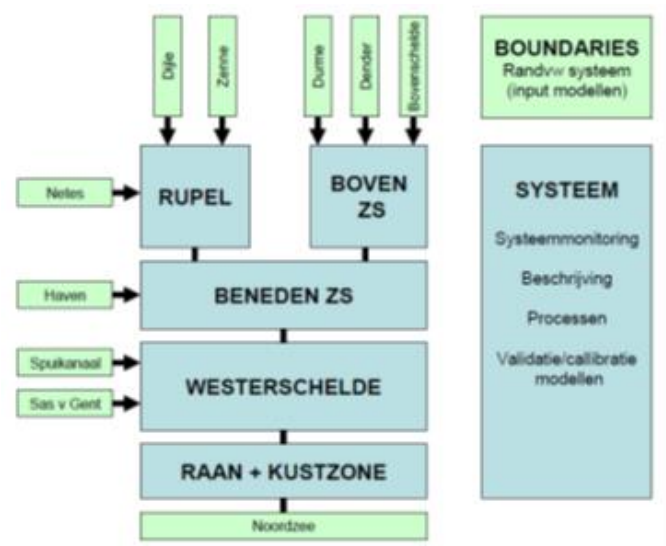 Dijle
Zenne
Durme
Dender
Bovenschelde
BOUNDARIES
Randvw systeem
(input modellen)
Netes
RUPEL
BOVEN
ZS
SYSTEEM
Systeemmonitoring
Beschrijving
Processen
Validatie/callibratie
modellen
Haven
BENEDEN ZS
Spuikanaal
Sas v Gent
WESTERSCHELDE
RAAN + KUSTZONE
Noordzee